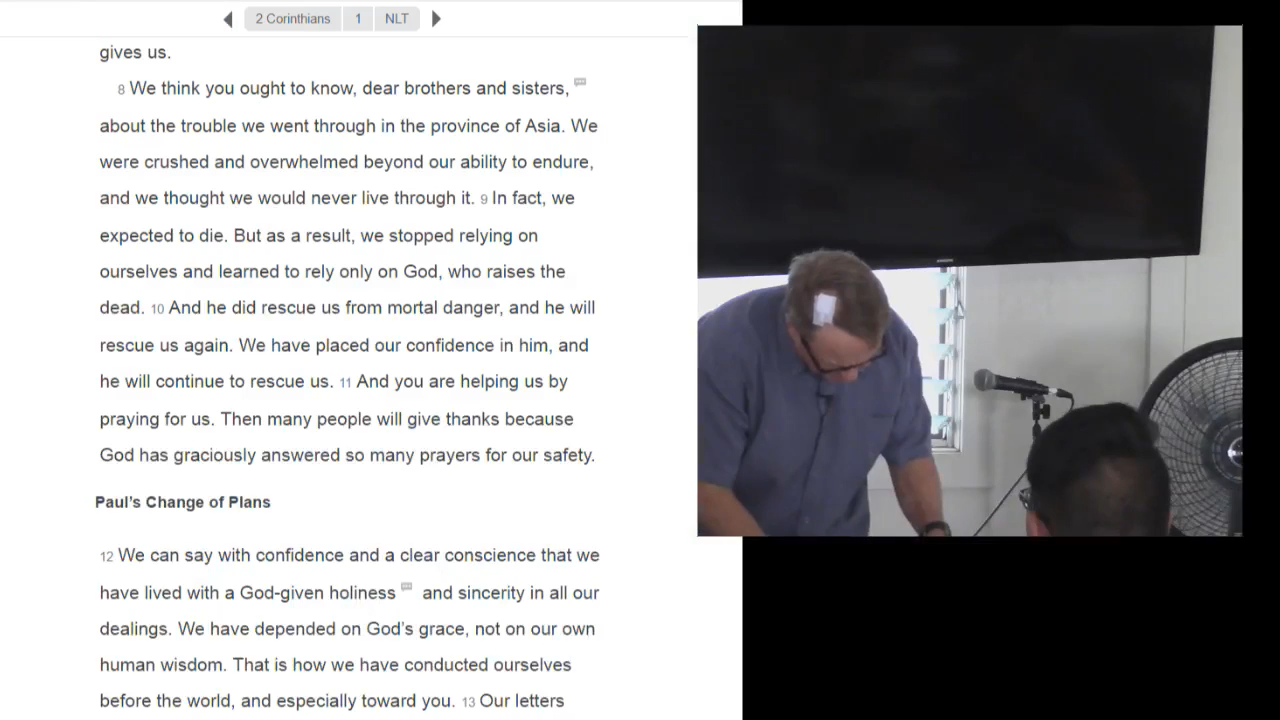 2 Corinthians 1 NLT
gives us.
8 We think you ought to know, dear brothers and sisters,
about the trouble we went through in the province of Asia. We
were crushed and overwhelmed beyond our ability to endure,
and we thought we would never live through it. 9 In fact, we
expected to die. But as a result, we stopped relying on
ourselves and learned to rely only on God, who raises the
dead. 10 And he did rescue us from mortal danger, and he will
rescue us again. We have placed our confidence in him, and
he will continue to rescue us. 11 And you are helping us by
praying for us. Then many people will give thanks because
God has graciously answered so many prayers for our safety.
Paul's Change of Plans
12 We can say with confidence and a clear conscience that we
have lived with a God-given holiness and sincerity in all our
dealings. We have depended on God's grace, not on our own
human wisdom. That is how we have conducted ourselves
before the world, and especially toward you. 13 Our letters